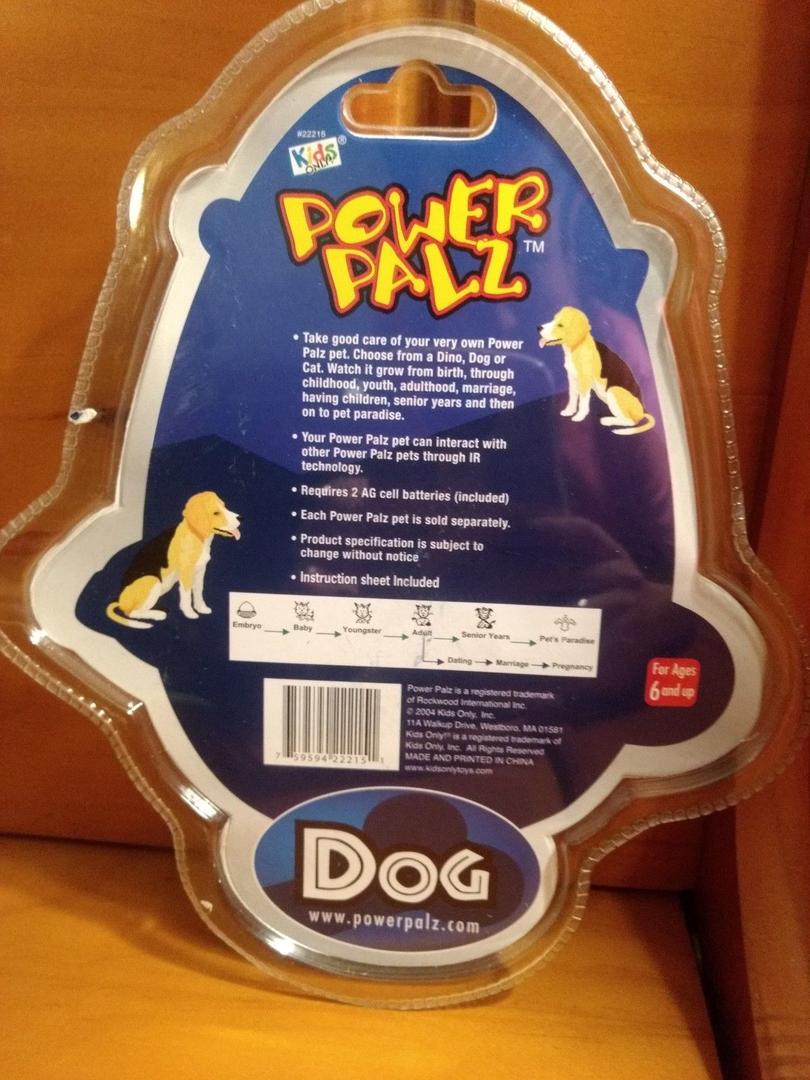 #22215
Kids ®
ONLY!
POWER
PALZ ™
• Take good care of your very own Power
Palz pet. Choose from a Dino, Dog or
Cat. Watch it grow from birth, through
childhood, youth, adulthood, marriage,
having children, senior years and then
on to pet paradise.
• Your Power Palz pet can interact with
other Power Palz pets through IR
technology.
• Requires 2 AG cell batteries (included)
• Each Power Palz pet is sold separately.
• Product specification is subject to
change without notice
• Instruction sheet Included
Embryo Baby Youngster Adult Senior Years Pet's Paradise
Dating Marriage Pregnancy
For Ages
6 and up
Power Palz is a registered trademark
of Rockwood International Inc.
© 2004 Kids Only, Inc.
11A Walkup Drive, Westboro, MA 01581
Kids Only!® is a registered trademark of
Kids Only, Inc. All Rights Reserved
MADE AND PRINTED IN CHINA
www.kidsonlytoys.com
7 59594 22215 1
DOG
www.powerpalz.com